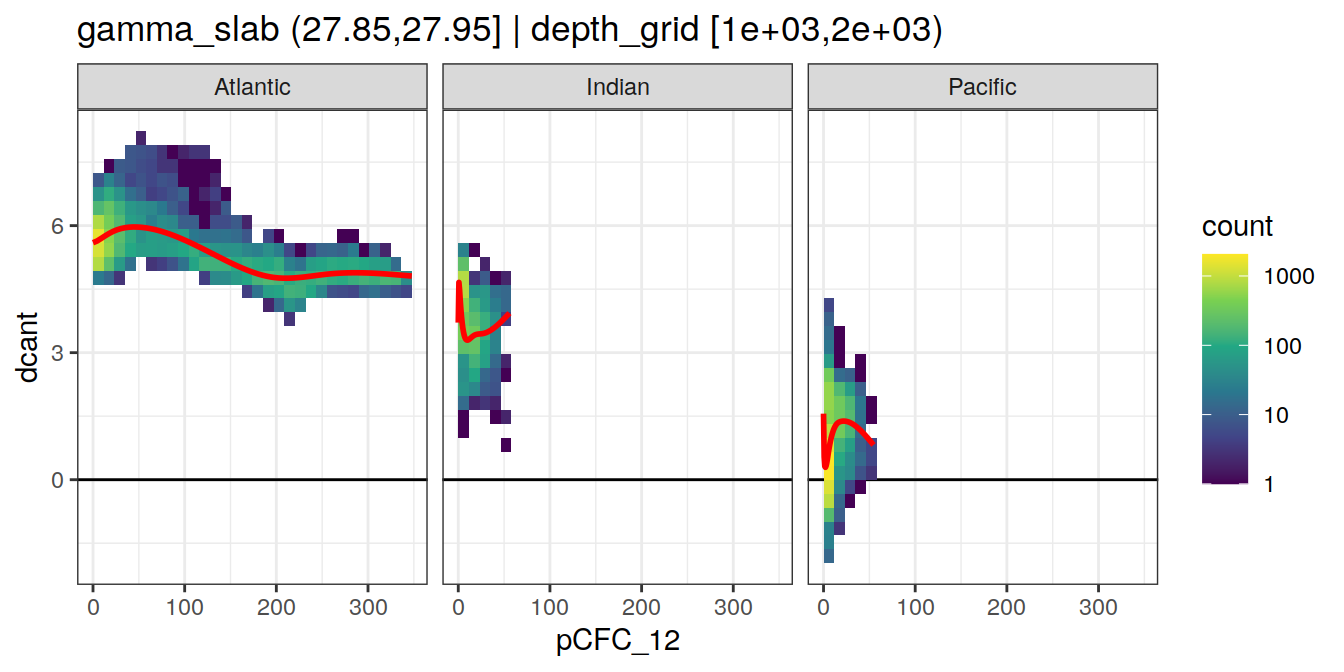 gamma_slab (27.85,27.95] | depth_grid [1e+03,2e+03)
Atlantic
Indian
Pacific
dcant
6
3
0
0 100 200 300
0 100 200 300
0 100 200 300
pCFC_12
count
1000
100
10
1